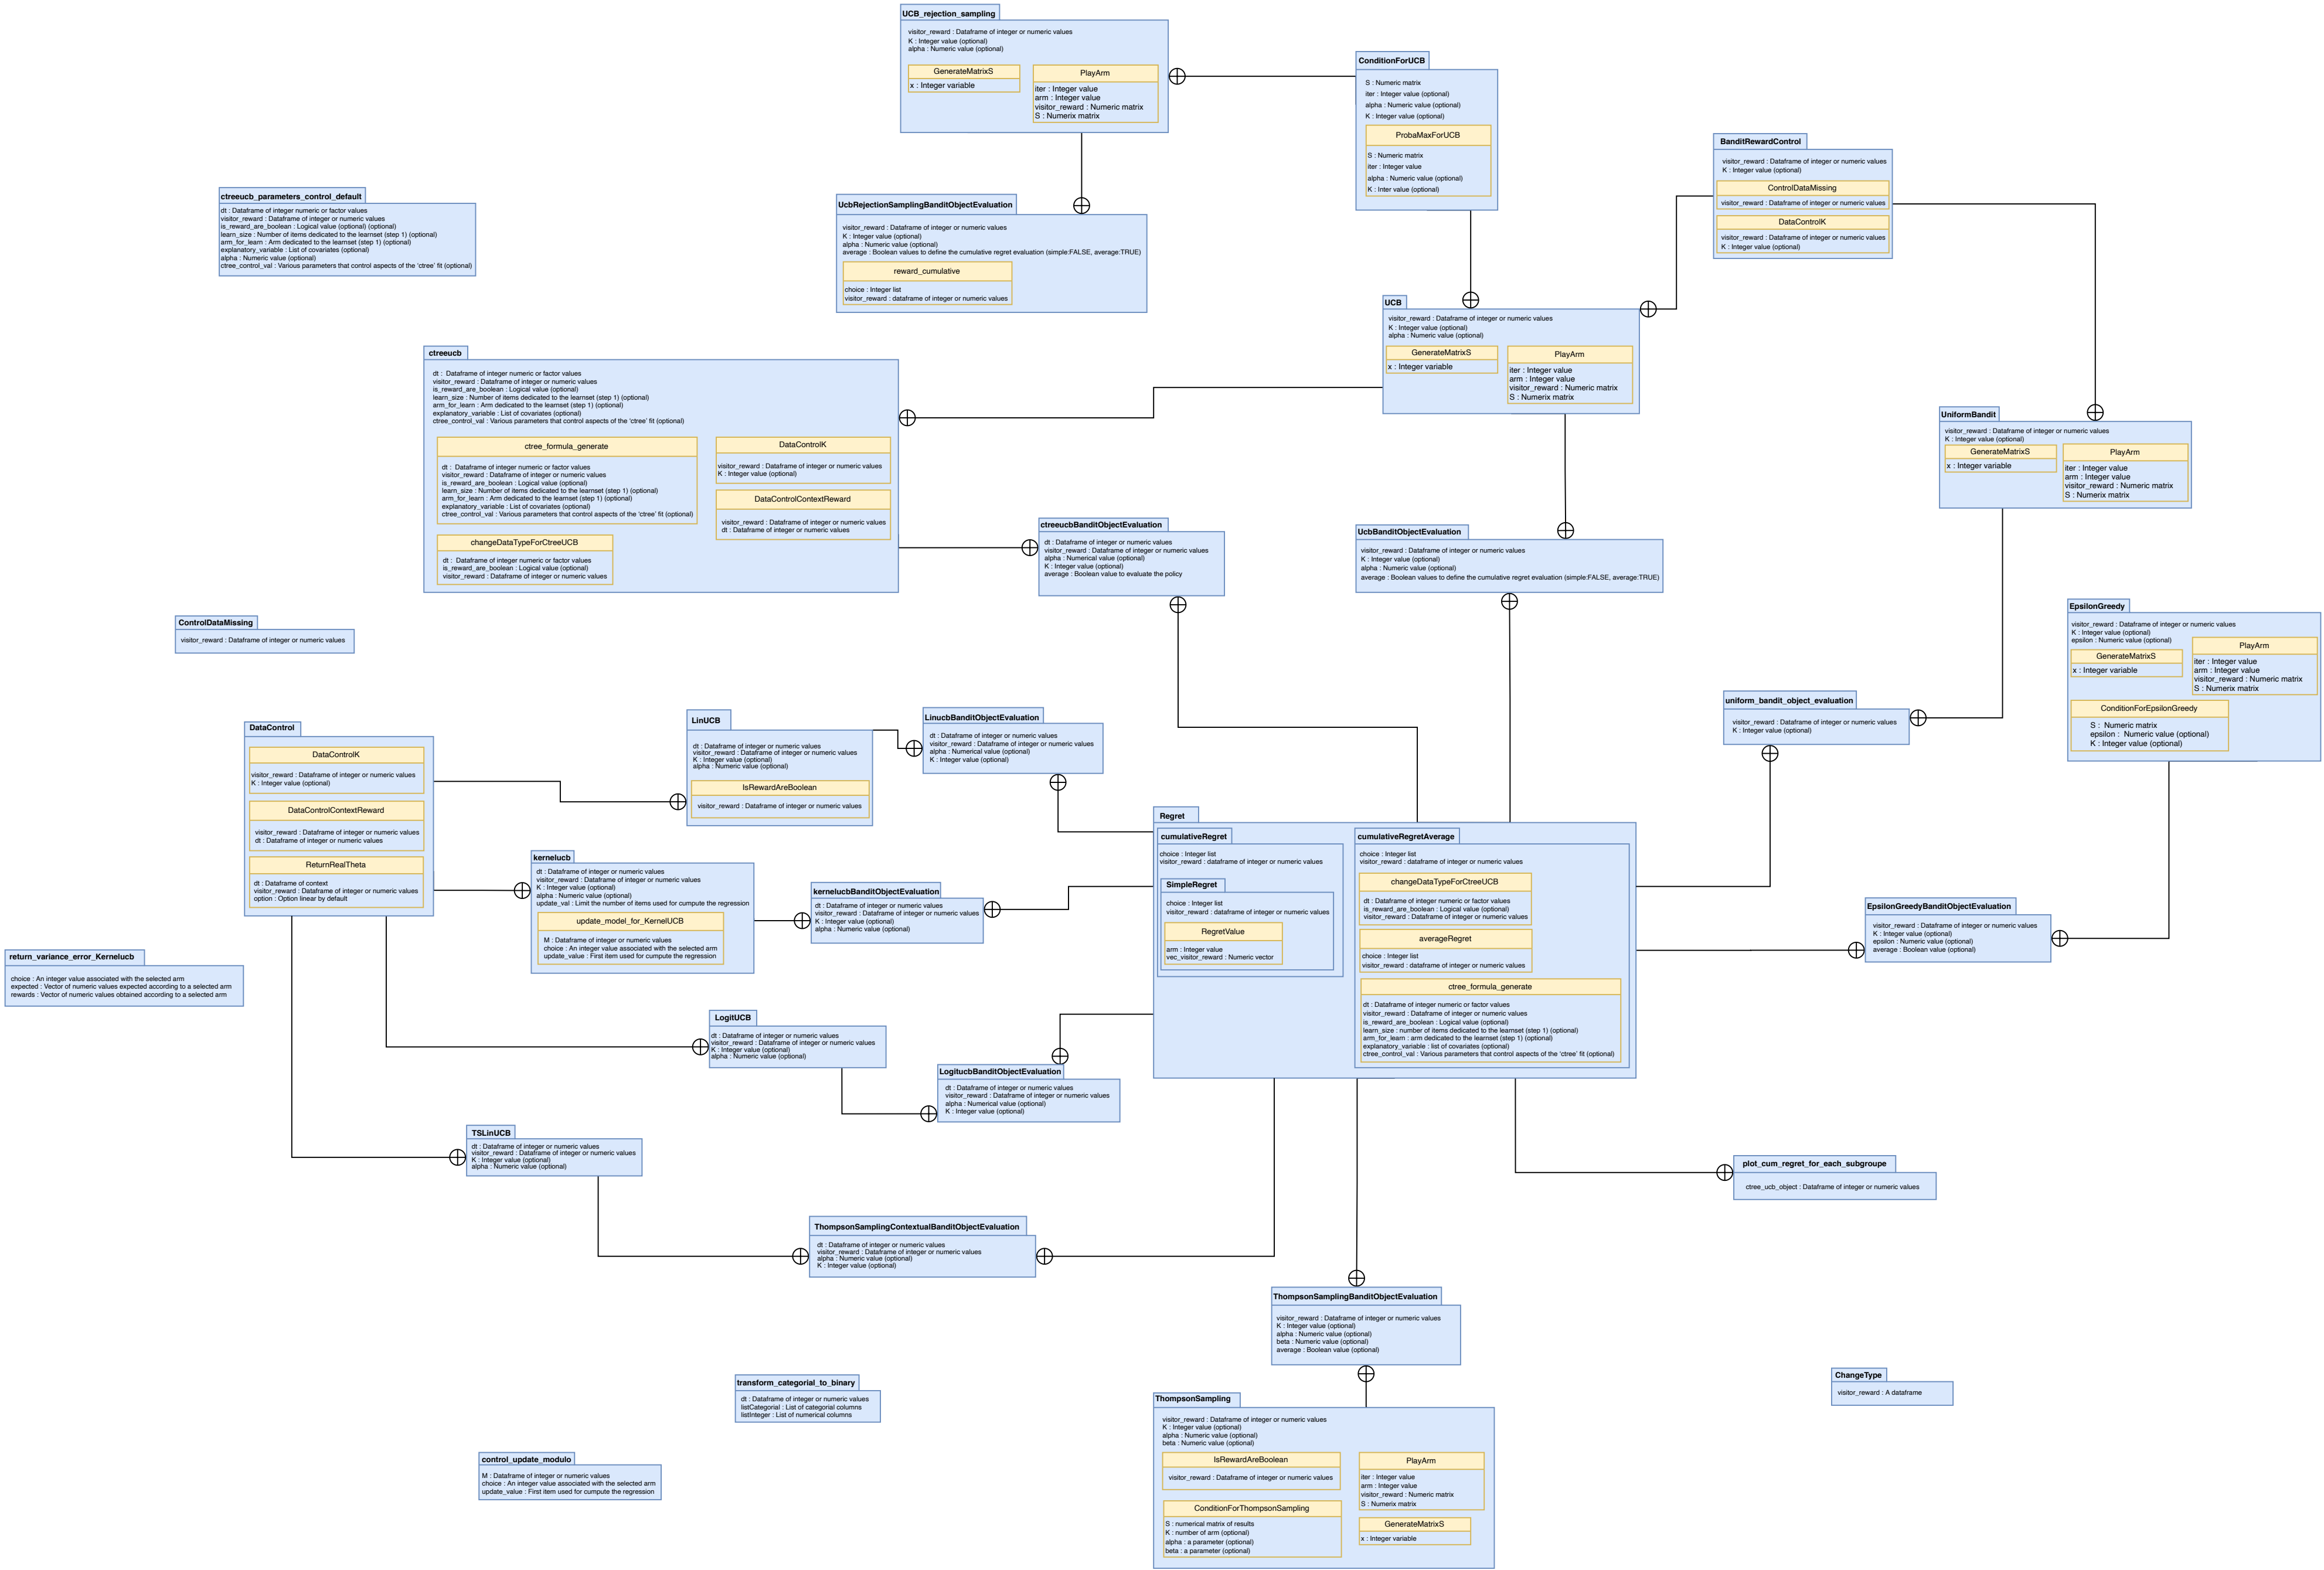 UCB_rejection_sampling
visitor_reward : Dataframe of integer or numeric values
K : Integer value (optional)
alpha : Numeric value (optional)
GenerateMatrixS
x : Integer variable
PlayArm
iter : Integer value
arm : Integer value
visitor_reward : Numeric matrix
S : Numerix matrix
ConditionForUCB
S : Numeric matrix
iter : Integer value (optional)
alpha : Numeric value (optional)
K : Integer value (optional)
ProbaMaxForUCB
S : Numeric matrix
iter : Integer value
alpha : Numeric value (optional)
K : Inter value (optional)
BanditRewardControl
visitor_reward : Dataframe of integer or numeric values
K : Integer value (optional)
ControlDataMissing
visitor_reward : Dataframe of integer or numeric values
DataControlK
visitor_reward : Dataframe of integer or numeric values
K : Integer value (optional)
ctreeucb_parameters_control_default
dt : Dataframe of integer numeric or factor values
visitor_reward : Dataframe of integer or numeric values
is_reward_are_boolean : Logical value (optional) (optional)
learn_size : Number of items dedicated to the learnset (step 1) (optional)
arm_for_learn : Arm dedicated to the learnset (step 1) (optional)
explanatory_variable : List of covariates (optional)
alpha : Numeric value (optional)
ctree_control_val : Various parameters that control aspects of the 'ctree' fit (optional)
UcbRejectionSamplingBanditObjectEvaluation
visitor_reward : Dataframe of integer or numeric values
K : Integer value (optional)
alpha : Numeric value (optional)
average : Boolean values to define the cumulative regret evaluation (simple:FALSE, average:TRUE)
reward_cumulative
choice : Integer list
visitor_reward : dataframe of integer or numeric values
UCB
visitor_reward : Dataframe of integer or numeric values
K : Integer value (optional)
alpha : Numeric value (optional)
GenerateMatrixS
x : Integer variable
PlayArm
iter : Integer value
arm : Integer value
visitor_reward : Numeric matrix
S : Numerix matrix
ctreeucb
dt :  Dataframe of integer numeric or factor values
visitor_reward : Dataframe of integer or numeric values
is_reward_are_boolean : Logical value (optional)
learn_size : Number of items dedicated to the learnset (step 1) (optional)
arm_for_learn : Arm dedicated to the learnset (step 1) (optional)
explanatory_variable : List of covariates (optional)
ctree_control_val : Various parameters that control aspects of the 'ctree' fit (optional)
ctree_formula_generate
dt :  Dataframe of integer numeric or factor values
visitor_reward : Dataframe of integer or numeric values
is_reward_are_boolean : Logical value (optional)
learn_size : Number of items dedicated to the learnset (step 1) (optional)
arm_for_learn : Arm dedicated to the learnset (step 1) (optional)
explanatory_variable : List of covariates (optional)
ctree_control_val : Various parameters that control aspects of the 'ctree' fit (optional)
DataControlK
visitor_reward : Dataframe of integer or numeric values
K : Integer value (optional)
DataControlContextReward
visitor_reward : Dataframe of integer or numeric values
dt : Dataframe of integer or numeric values
changeDataTypeForCtreeUCB
dt :  Dataframe of integer numeric or factor values
is_reward_are_boolean : Logical value (optional)
visitor_reward : Dataframe of integer or numeric values
UniformBandit
visitor_reward : Dataframe of integer or numeric values
K : Integer value (optional)
GenerateMatrixS
x : Integer variable
PlayArm
iter : Integer value
arm : Integer value
visitor_reward : Numeric matrix
S : Numerix matrix
ctreeucbBanditObjectEvaluation
dt : Dataframe of integer or numeric values
visitor_reward : Dataframe of integer or numeric values
alpha : Numerical value (optional)
K : Integer value (optional)
average : Boolean value to evaluate the policy
UcbBanditObjectEvaluation
visitor_reward : Dataframe of integer or numeric values
K : Integer value (optional)
alpha : Numeric value (optional)
average : Boolean values to define the cumulative regret evaluation (simple:FALSE, average:TRUE)
ControlDataMissing
visitor_reward : Dataframe of integer or numeric values
EpsilonGreedy
visitor_reward : Dataframe of integer or numeric values
K : Integer value (optional)
epsilon : Numeric value (optional)
GenerateMatrixS
x : Integer variable
PlayArm
iter : Integer value
arm : Integer value
visitor_reward : Numeric matrix
S : Numerix matrix
ConditionForEpsilonGreedy
S :  Numeric matrix
epsilon :  Numeric value (optional)
K : Integer value (optional)
uniform_bandit_object_evaluation
visitor_reward : Dataframe of integer or numeric values
K : Integer value (optional)
DataControl
DataControlK
visitor_reward : Dataframe of integer or numeric values
K : Integer value (optional)
DataControlContextReward
visitor_reward : Dataframe of integer or numeric values
dt : Dataframe of integer or numeric values
ReturnRealTheta
dt : Dataframe of context
visitor_reward : Dataframe of integer or numeric values
option : Option linear by default
LinUCB
dt : Dataframe of integer or numeric values
visitor_reward : Dataframe of integer or numeric values
K : Integer value (optional)
alpha : Numeric value (optional)
IsRewardAreBoolean
visitor_reward : Dataframe of integer or numeric values
LinucbBanditObjectEvaluation
dt : Dataframe of integer or numeric values
visitor_reward : Dataframe of integer or numeric values
alpha : Numerical value (optional)
K : Integer value (optional)
kernelucb
dt : Dataframe of integer or numeric values
visitor_reward : Dataframe of integer or numeric values
K : Integer value (optional)
alpha : Numeric value (optional)
update_val : Limit the number of items used for compute the regression
update_model_for_KernelUCB
M : Dataframe of integer or numeric values
choice : An integer value associated with the selected arm
update_value : First item used for cumpute the regression
kernelucbBanditObjectEvaluation
dt : Dataframe of integer or numeric values
visitor_reward : Dataframe of integer or numeric values
K : Integer value (optional)
alpha : Numeric value (optional)
Regret
cumulativeRegret
choice : Integer list
visitor_reward : dataframe of integer or numeric values
SimpleRegret
choice : Integer list
visitor_reward : dataframe of integer or numeric values
RegretValue
arm : Integer value
vec_visitor_reward : Numeric vector
cumulativeRegretAverage
choice : Integer list
visitor_reward : dataframe of integer or numeric values
changeDataTypeForCtreeUCB
dt : Dataframe of integer numeric or factor values
is_reward_are_boolean : Logical value (optional)
visitor_reward : Dataframe of integer or numeric values
averageRegret
choice : Integer list
visitor_reward : dataframe of integer or numeric values
ctree_formula_generate
dt : Dataframe of integer numeric or factor values
visitor_reward : Dataframe of integer or numeric values
is_reward_are_boolean : Logical value (optional)
learn_size : number of items dedicated to the learnset (step 1) (optional)
arm_for_learn : arm dedicated to the learnset (step 1) (optional)
explanatory_variable : list of covariates (optional)
ctree_control_val : Various parameters that control aspects of the 'ctree' fit (optional)
EpsilonGreedyBanditObjectEvaluation
visitor_reward : Dataframe of integer or numeric values
K : Integer value (optional)
epsilon : Numeric value (optional)
average : Boolean value (optional)
return_variance_error_Kernelucb
choice : An integer value associated with the selected arm
expected : Vector of numeric values expected according to a selected arm
rewards : Vector of numeric values obtained according to a selected arm
LogitUCB
dt : Dataframe of integer or numeric values
visitor_reward : Dataframe of integer or numeric values
K : Integer value (optional)
alpha : Numeric value (optional)
LogitucbBanditObjectEvaluation
dt : Dataframe of integer or numeric values
visitor_reward : Dataframe of integer or numeric values
alpha : Numerical value (optional)
K : Integer value (optional)
TSLinUCB
dt : Dataframe of integer or numeric values
visitor_reward : Dataframe of integer or numeric values
K : Integer value (optional)
alpha : Numeric value (optional)
plot_cum_regret_for_each_subgroupe
ctree_ucb_object : Dataframe of integer or numeric values
ThompsonSamplingContextualBanditObjectEvaluation
dt : Dataframe of integer or numeric values
visitor_reward : Dataframe of integer or numeric values
alpha : Numeric value (optional)
K : Integer value (optional)
ThompsonSamplingBanditObjectEvaluation
visitor_reward : Dataframe of integer or numeric values
K : Integer value (optional)
alpha : Numeric value (optional)
beta : Numeric value (optional)
average : Boolean value (optional)
transform_categorial_to_binary
dt : Dataframe of integer or numeric values
listCategorial : List of categorial columns
listInteger : List of numerical columns
ChangeType
visitor_reward : A dataframe
ThompsonSampling
visitor_reward : Dataframe of integer or numeric values
K : Integer value (optional)
alpha : Numeric value (optional)
beta : Numeric value (optional)
IsRewardAreBoolean
visitor_reward : Dataframe of integer or numeric values
PlayArm
iter : Integer value
arm : Integer value
visitor_reward : Numeric matrix
S : Numerix matrix
ConditionForThompsonSampling
S : numerical matrix of results
K : number of arm (optional)
alpha : a parameter (optional)
beta : a parameter (optional)
GenerateMatrixS
x : Integer variable
control_update_modulo
M : Dataframe of integer or numeric values
choice : An integer value associated with the selected arm
update_value : First item used for cumpute the regression